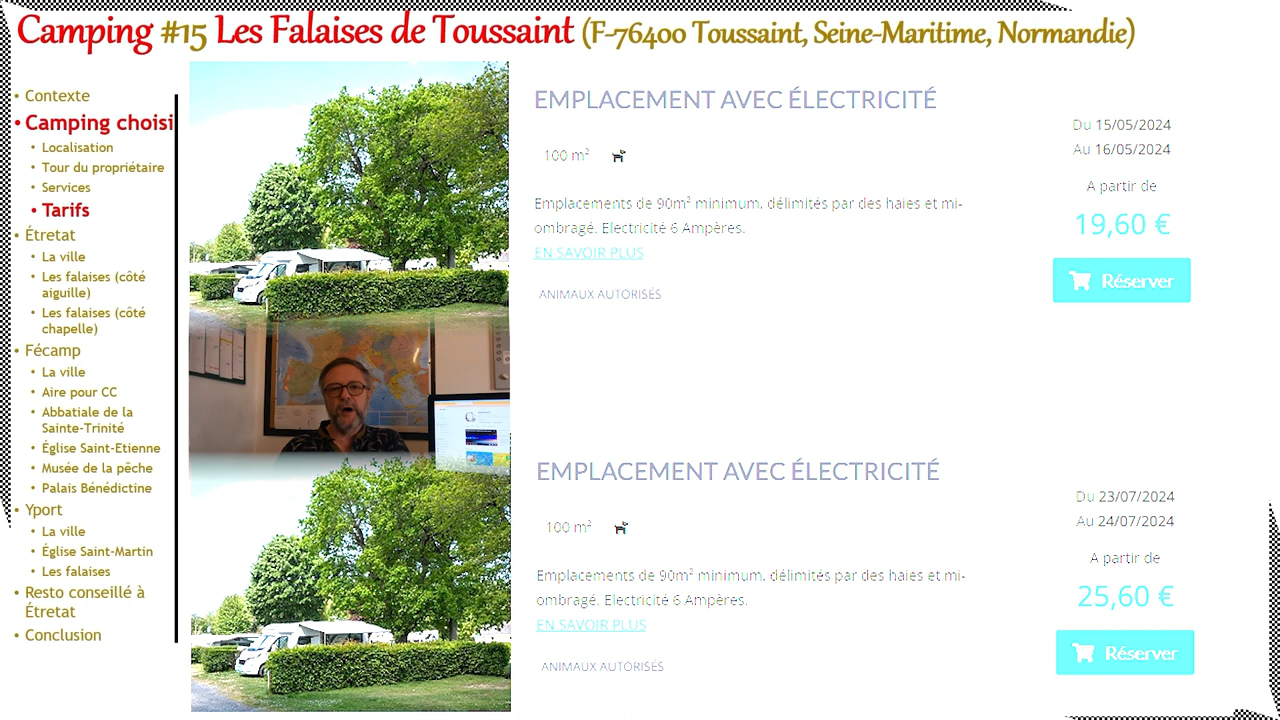 Camping #15 Les Falaises de Toussaint (F-76400 Toussaint, Seine-Maritime, Normandie)
• Contexte
• Camping choisi
• Localisation
• Tour du propriétaire
• Services
• Tarifs
• Étretat
• La ville
• Les falaises (côté
aiguille)
• Les falaises (côté
chapelle)
• Fécamp
• La ville
• Aire pour CC
• Abbatiale de la
Sainte-Trinité
• Église Saint-Etienne
• Musée de la pêche
• Palais Bénédictine
• Yport
• La ville
• Église Saint-Martin
• Les falaises
• Resto conseillé à
Étretat
• Conclusion
EMPLACEMENT AVEC ÉLECTRICITÉ
100 m²
Emplacements de 90m² minimum, délimités par des haies et mi-
ombragé. Electricité 6 Ampères.
EN SAVOIR PLUS
ANIMAUX AUTORISÉS
Du 15/05/2024
Au 16/05/2024
A partir de
19,60 €
Réserver
EMPLACEMENT AVEC ÉLECTRICITÉ
100 m²
Emplacements de 90m² minimum, délimités par des haies et mi-
ombragé. Electricité 6 Ampères.
EN SAVOIR PLUS
ANIMAUX AUTORISÉS
Du 23/07/2024
Au 24/07/2024
A partir de
25,60 €
Réserver